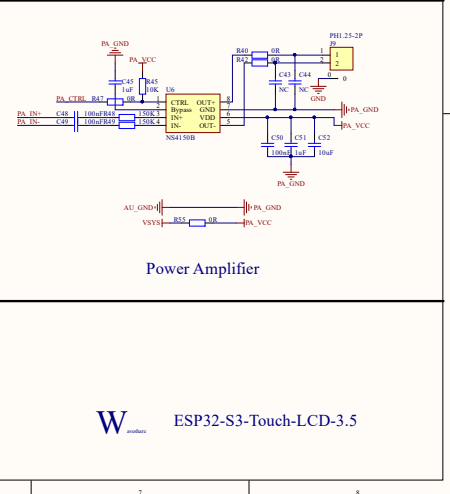 PH1.25-2P
J9
PA_GND
R40 0R 1 1
PA_VCC R42 0R 2 2
C45 R45 C43 C44 0 0
1uF 10K U6 NC NC GND
PA_CTRL R47 0R 1 CTRL OUT+ 8
2 Bypass GND 7 PA_GND
PA_IN+ C48 100nF R48 150K 3 IN+ VDD 6
PA_IN- C49 100nF R49 150K 4 IN- OUT- 5 PA_VCC
NS4150B C50 C51 C52
100nF 1uF 10uF
PA_GND
AU_GND PA_GND
VSYS R55 0R PA_VCC
Power Amplifier
W aveshare ESP32-S3-Touch-LCD-3.5
7 8